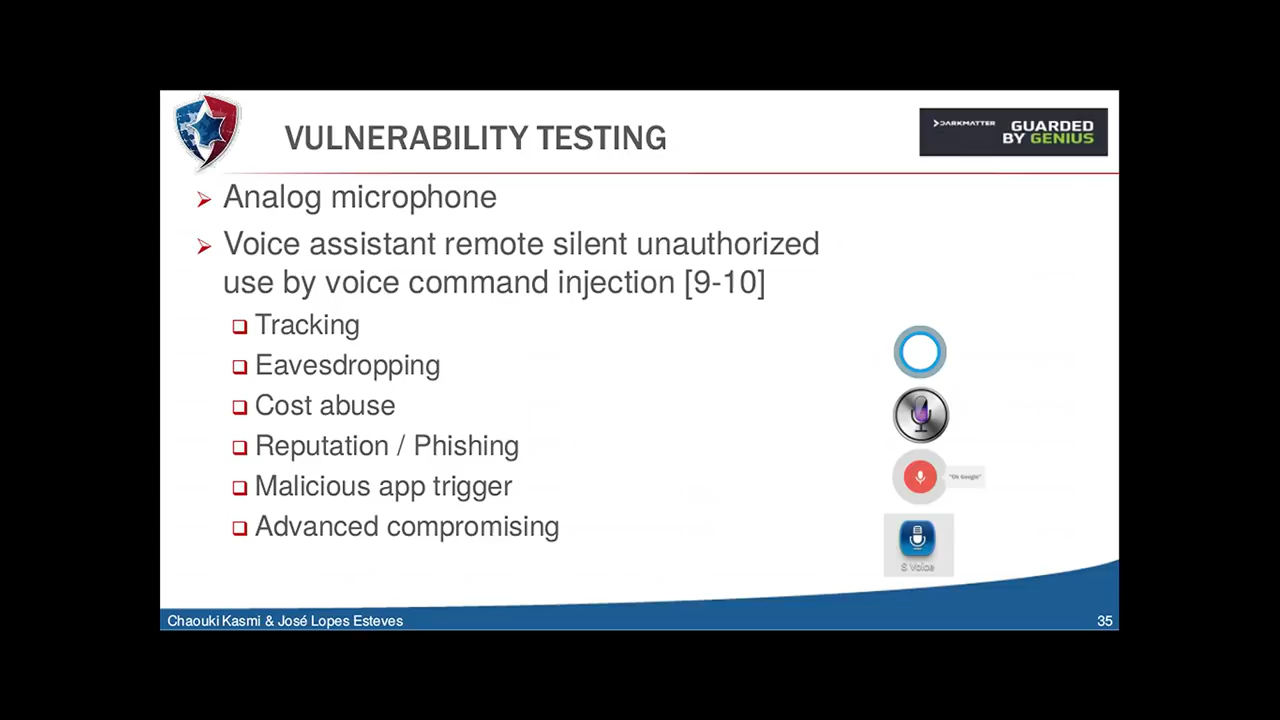 VULNERABILITY TESTING
DARKMATTER
GUARDED
BY GENIUS
Analog microphone
Voice assistant remote silent unauthorized
use by voice command injection [9-10]
Tracking
Eavesdropping
Cost abuse
Reputation / Phishing
Malicious app trigger
Advanced compromising
"Ok Google"
S Voice
Chaouki Kasmi & José Lopes Esteves
35